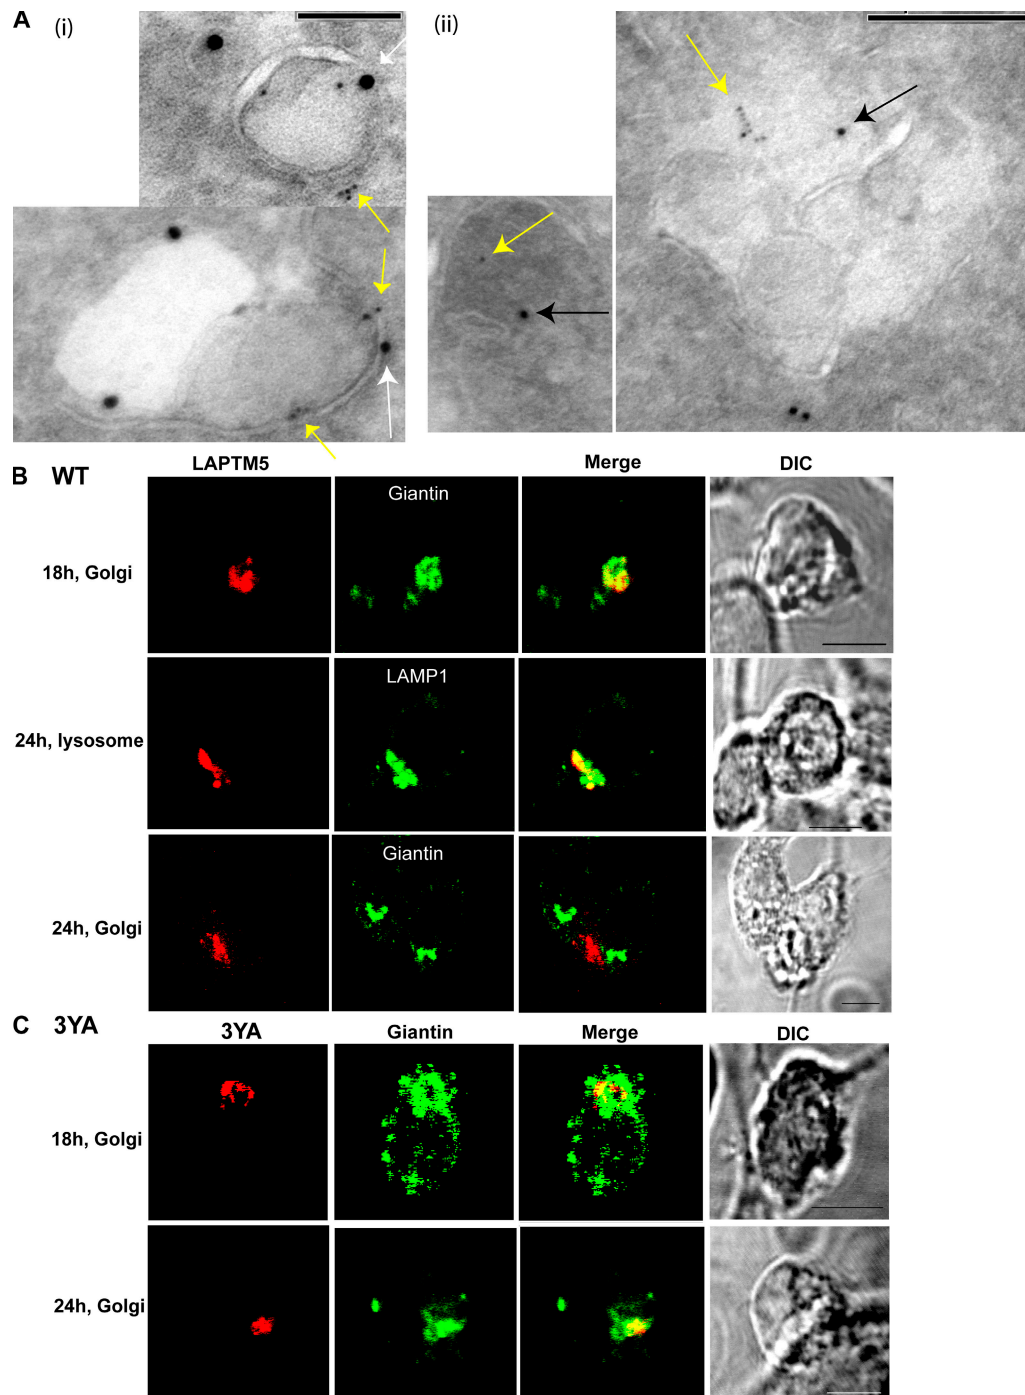 A (i) (ii)
B WT LAPTM5 Merge DIC
Giantin
18h, Golgi
LAMP1
24h, lysosome
Giantin
24h, Golgi
C 3YA 3YA Giantin Merge DIC
18h, Golgi
24h, Golgi